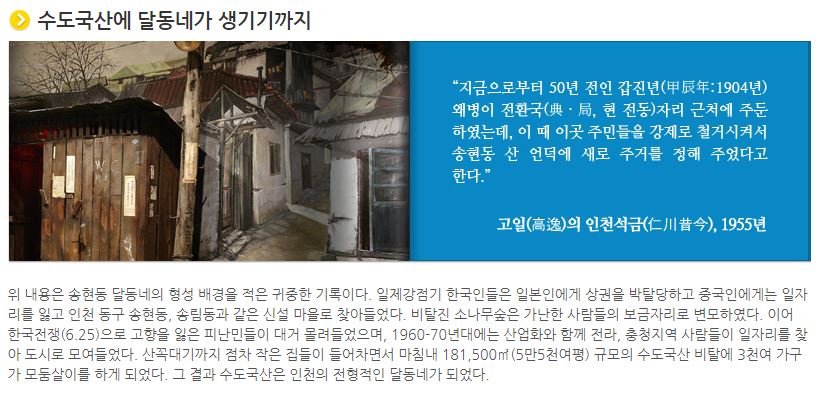 수도국산에 달동네가 생기기까지
“지금으로부터 50년 전인 갑진년(甲辰年:1904년)
왜병이 전환국(典 · 局, 현 전동)자리 근처에 주둔
하였는데, 이 때 이곳 주민들을 강제로 철거시켜서
송현동 산 언덕에 새로 주거를 정해 주었다고
한다.”
고일(高逸)의 인천석금(仁川昔今), 1955년
위 내용은 송현동 달동네의 형성 배경을 적은 귀중한 기록이다. 일제강점기 한국인들은 일본인에게 상권을 박탈당하고 중국인에게는 일자
리를 잃고 인천 동구 송현동, 송림동과 같은 신설 마을로 찾아들었다. 비탈진 소나무숲은 가난한 사람들의 보금자리로 변모하였다. 이어
한국전쟁(6.25)으로 고향을 잃은 피난민들이 대거 몰려들었으며, 1960-70년대에는 산업화와 함께 전라, 충청지역 사람들이 일자리를 찾
아 도시로 모여들었다. 산꼭대기까지 점차 작은 집들이 들어차면서 마침내 181,500㎡(5만5천여평) 규모의 수도국산 비탈에 3천여 가구
가 모둠살이를 하게 되었다. 그 결과 수도국산은 인천의 전형적인 달동네가 되었다.